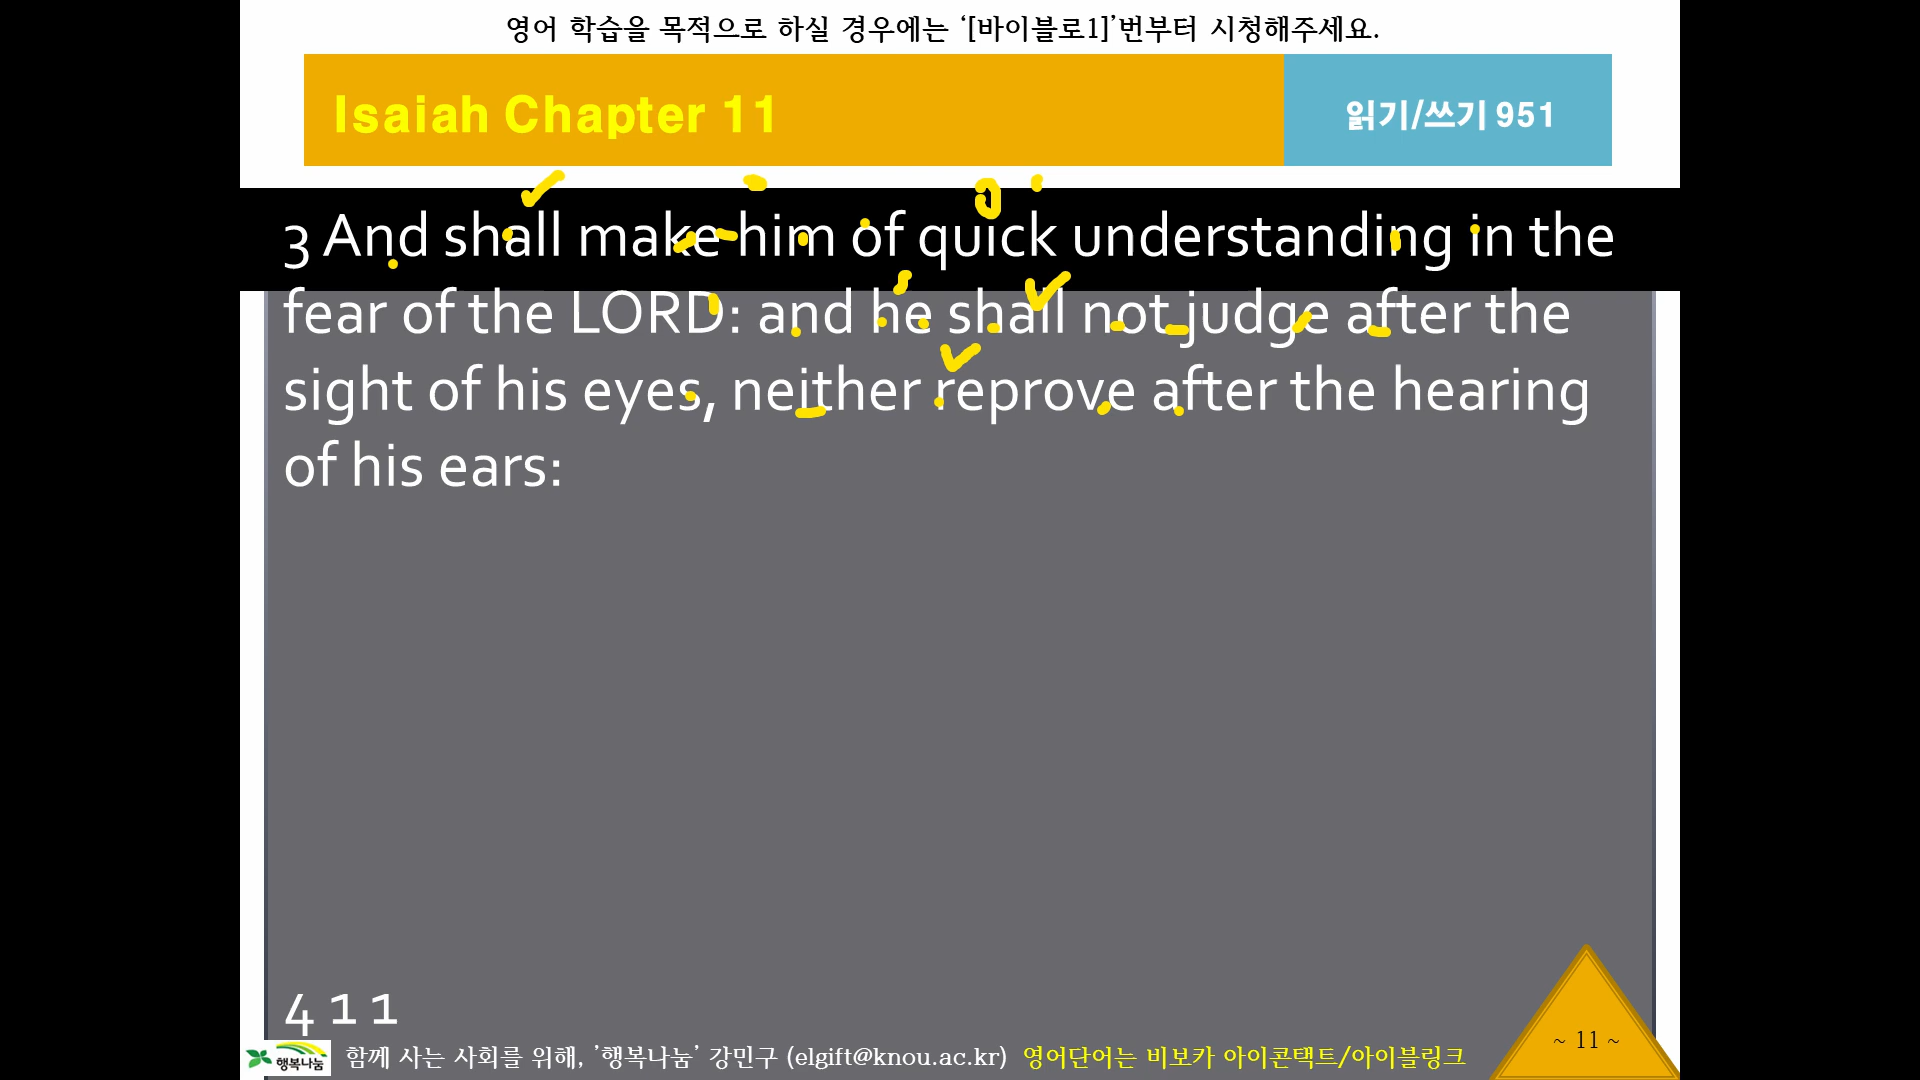 영어 학습을 목적으로 하실 경우에는 ‘[바이블로1]’번부터 시청해주세요.
Isaiah Chapter 11
읽기/쓰기 951
3 And shall make him of quick understanding in the
fear of the LORD: and he shall not judge after the
sight of his eyes, neither reprove after the hearing
of his ears:
4 1 1
~ 11 ~
행복나눔
함께 사는 사회를 위해, ’행복나눔’ 강민구 (elgift@knou.ac.kr) 영어단어는 비보카 아이콘택트/아이블링크